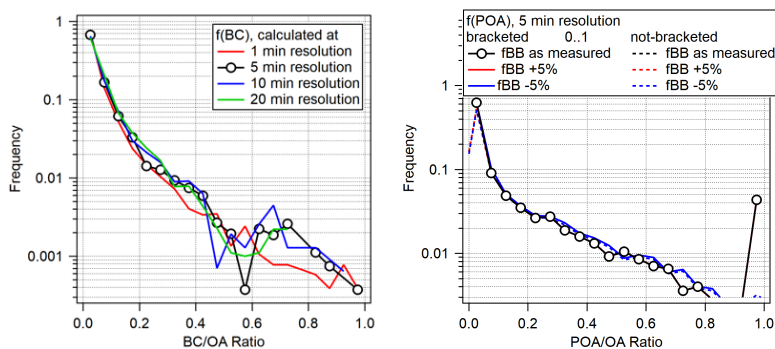 f(BC), calculated at
1 min resolution
5 min resolution
10 min resolution
20 min resolution
1
0.1
0.01
0.001
Frequency
0.0 0.2 0.4 0.6 0.8 1.0
BC/OA Ratio
f(POA), 5 min resolution
bracketed 0..1 not-bracketed
fBB as measured fBB as measured
fBB +5% fBB +5%
fBB -5% fBB -5%
1
0.1
0.01
Frequency
0.0 0.2 0.4 0.6 0.8 1.0
POA/OA Ratio